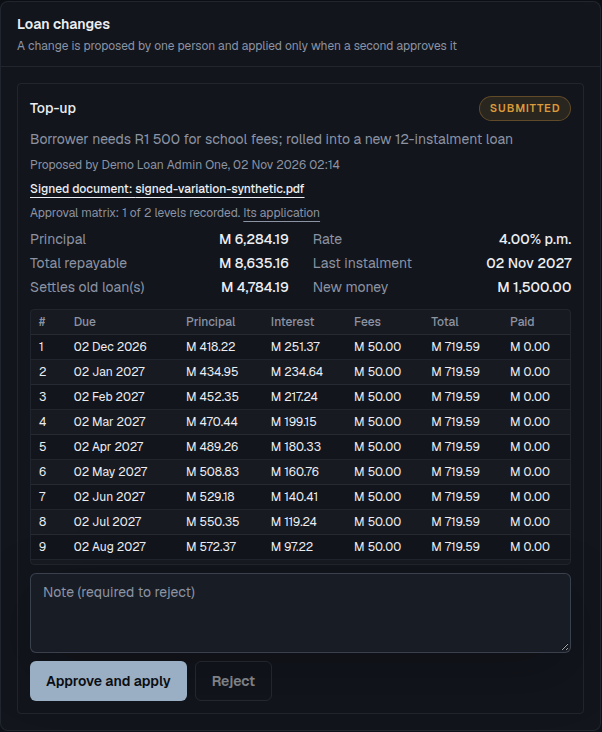 Loan changes
A change is proposed by one person and applied only when a second approves it
Top-up
SUBMITTED
Borrower needs R1 500 for school fees; rolled into a new 12-instalment loan
Proposed by Demo Loan Admin One, 02 Nov 2026 02:14
Signed document: signed-variation-synthetic.pdf
Approval matrix: 1 of 2 levels recorded. Its application
Principal M 6,284.19 Rate 4.00% p.m.
Total repayable M 8,635.16 Last instalment 02 Nov 2027
Settles old loan(s) M 4,784.19 New money M 1,500.00
# Due Principal Interest Fees Total Paid
1 02 Dec 2026 M 418.22 M 251.37 M 50.00 M 719.59 M 0.00
2 02 Jan 2027 M 434.95 M 234.64 M 50.00 M 719.59 M 0.00
3 02 Feb 2027 M 452.35 M 217.24 M 50.00 M 719.59 M 0.00
4 02 Mar 2027 M 470.44 M 199.15 M 50.00 M 719.59 M 0.00
5 02 Apr 2027 M 489.26 M 180.33 M 50.00 M 719.59 M 0.00
6 02 May 2027 M 508.83 M 160.76 M 50.00 M 719.59 M 0.00
7 02 Jun 2027 M 529.18 M 140.41 M 50.00 M 719.59 M 0.00
8 02 Jul 2027 M 550.35 M 119.24 M 50.00 M 719.59 M 0.00
9 02 Aug 2027 M 572.37 M 97.22 M 50.00 M 719.59 M 0.00
Note (required to reject)
Approve and apply Reject